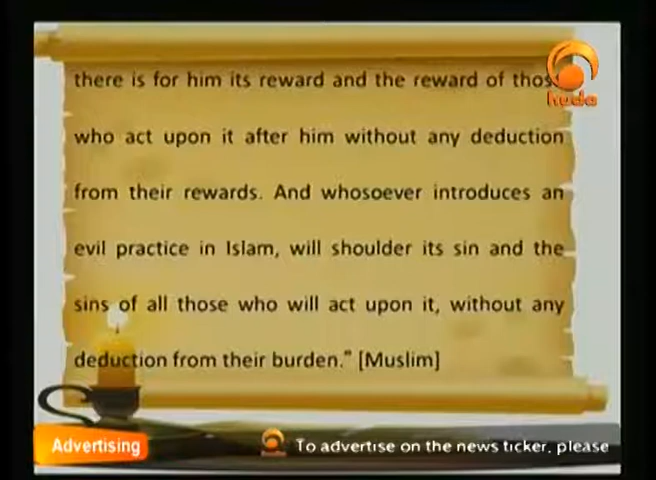 there is for him its reward and the reward of those
huda
who act upon it after him without any deduction
from their rewards. And whosoever introduces an
evil practice in Islam, will shoulder its sin and the
sins of all those who will act upon it, without any
deduction from their burden." [Muslim]
Advertising
To advertise on the news ticker, please